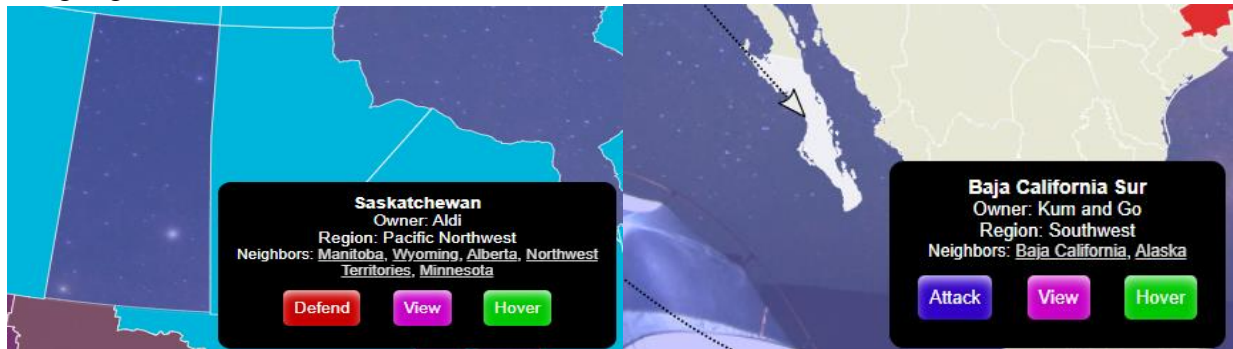 Saskatchewan
Owner: Aldi
Region: Pacific Northwest
Neighbors: Manitoba, Wyoming, Alberta, Northwest
Territories, Minnesota
Defend View Hover
Baja California Sur
Owner: Kum and Go
Region: Southwest
Neighbors: Baja California, Alaska
Attack View Hover